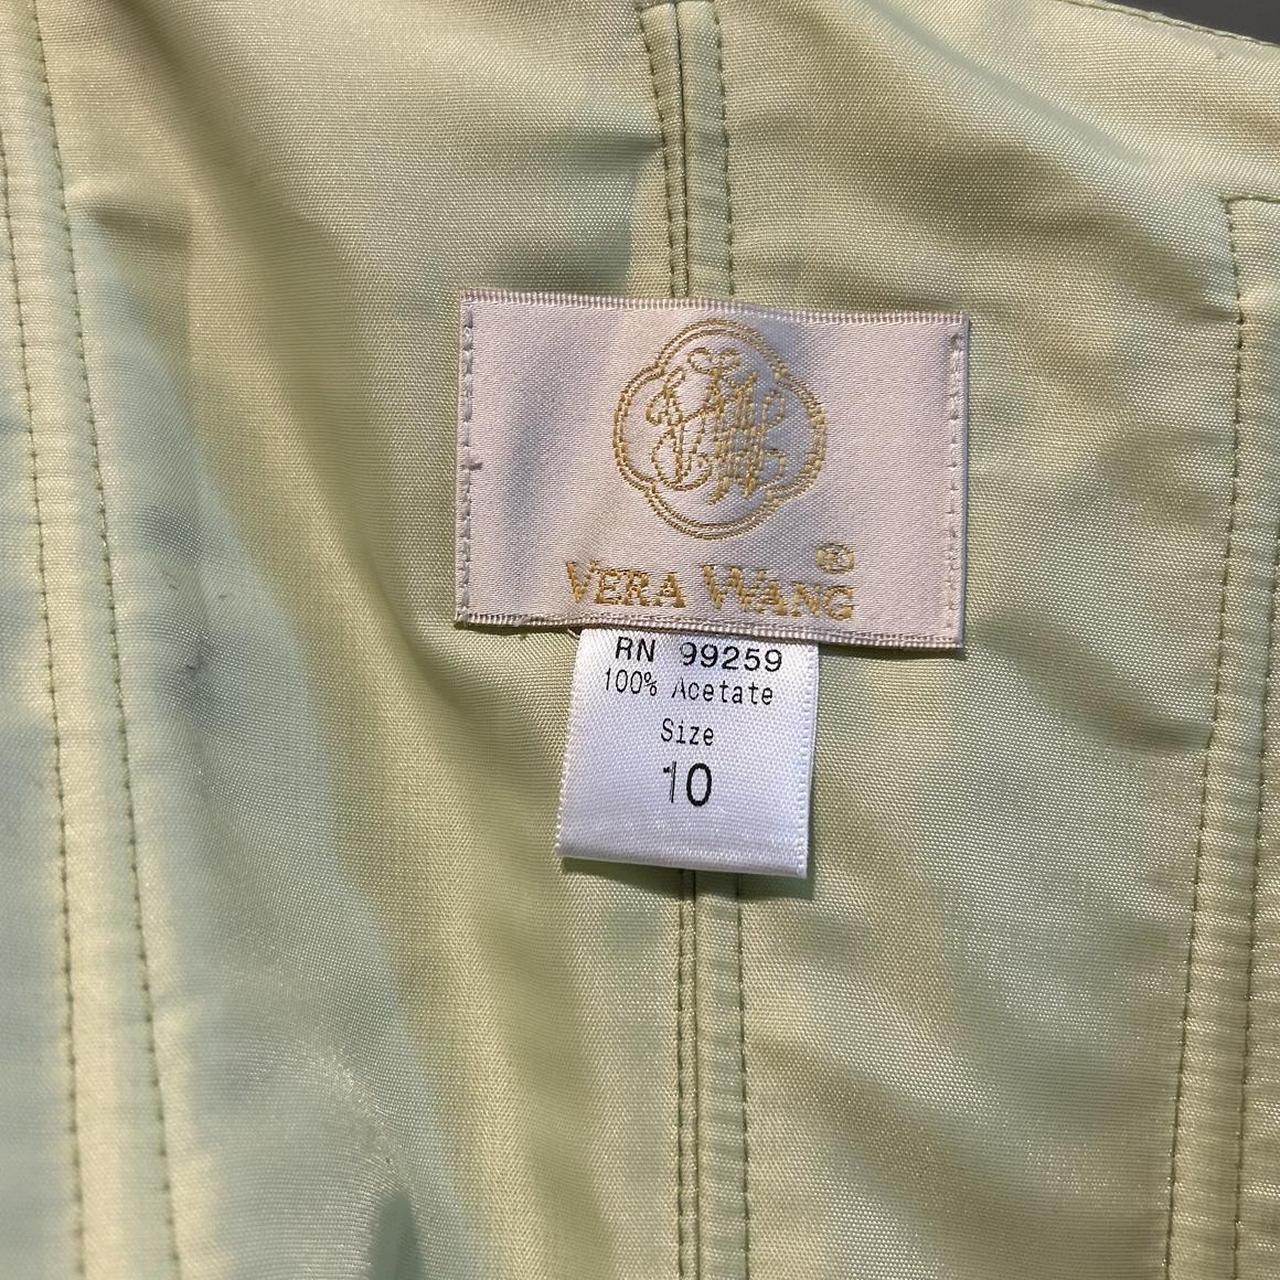 VERA WANG ®
RN 99259
100% Acetate
Size
10